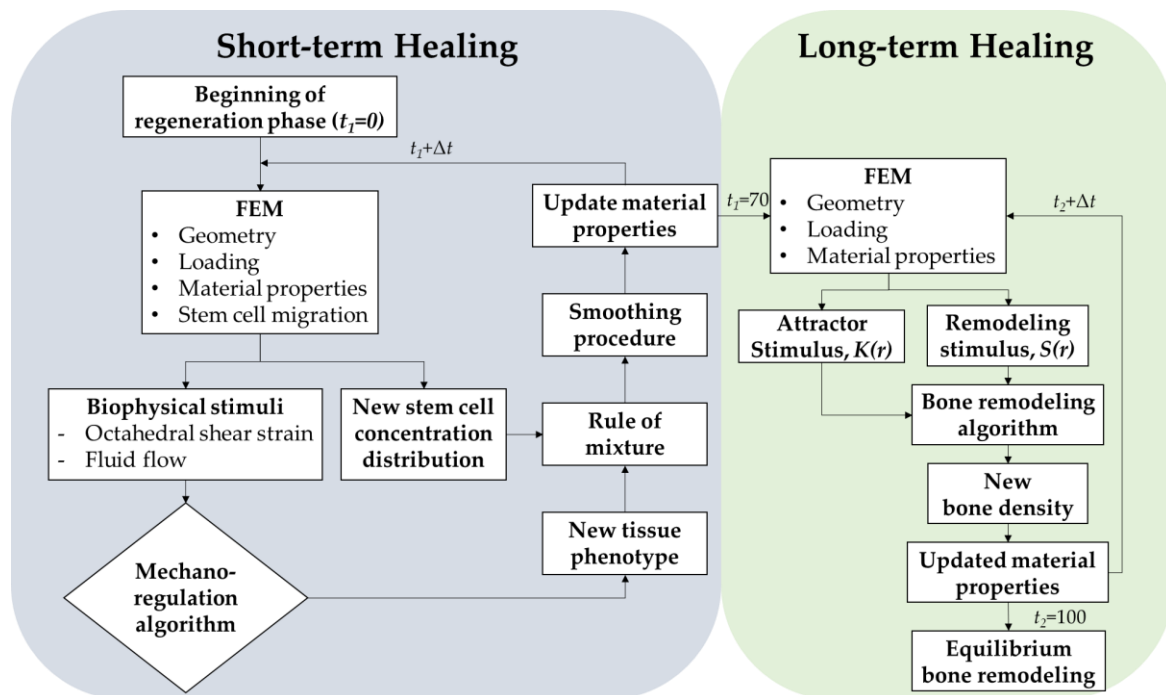 Short-term Healing
Beginning of
regeneration phase (t₁=0)
t₁+Δt
FEM
• Geometry
• Loading
• Material properties
• Stem cell migration
Update material
properties
Smoothing
procedure
Biophysical stimuli
- Octahedral shear strain
- Fluid flow
New stem cell
concentration
distribution
Rule of
mixture
New tissue
phenotype
Mechano-
regulation
algorithm
Long-term Healing
t₁=70
FEM
• Geometry
• Loading
• Material properties
t₂+Δt
Attractor
Stimulus, K(r)
Remodeling
stimulus, S(r)
Bone remodeling
algorithm
New
bone density
Updated material
properties
t₂=100
Equilibrium
bone remodeling